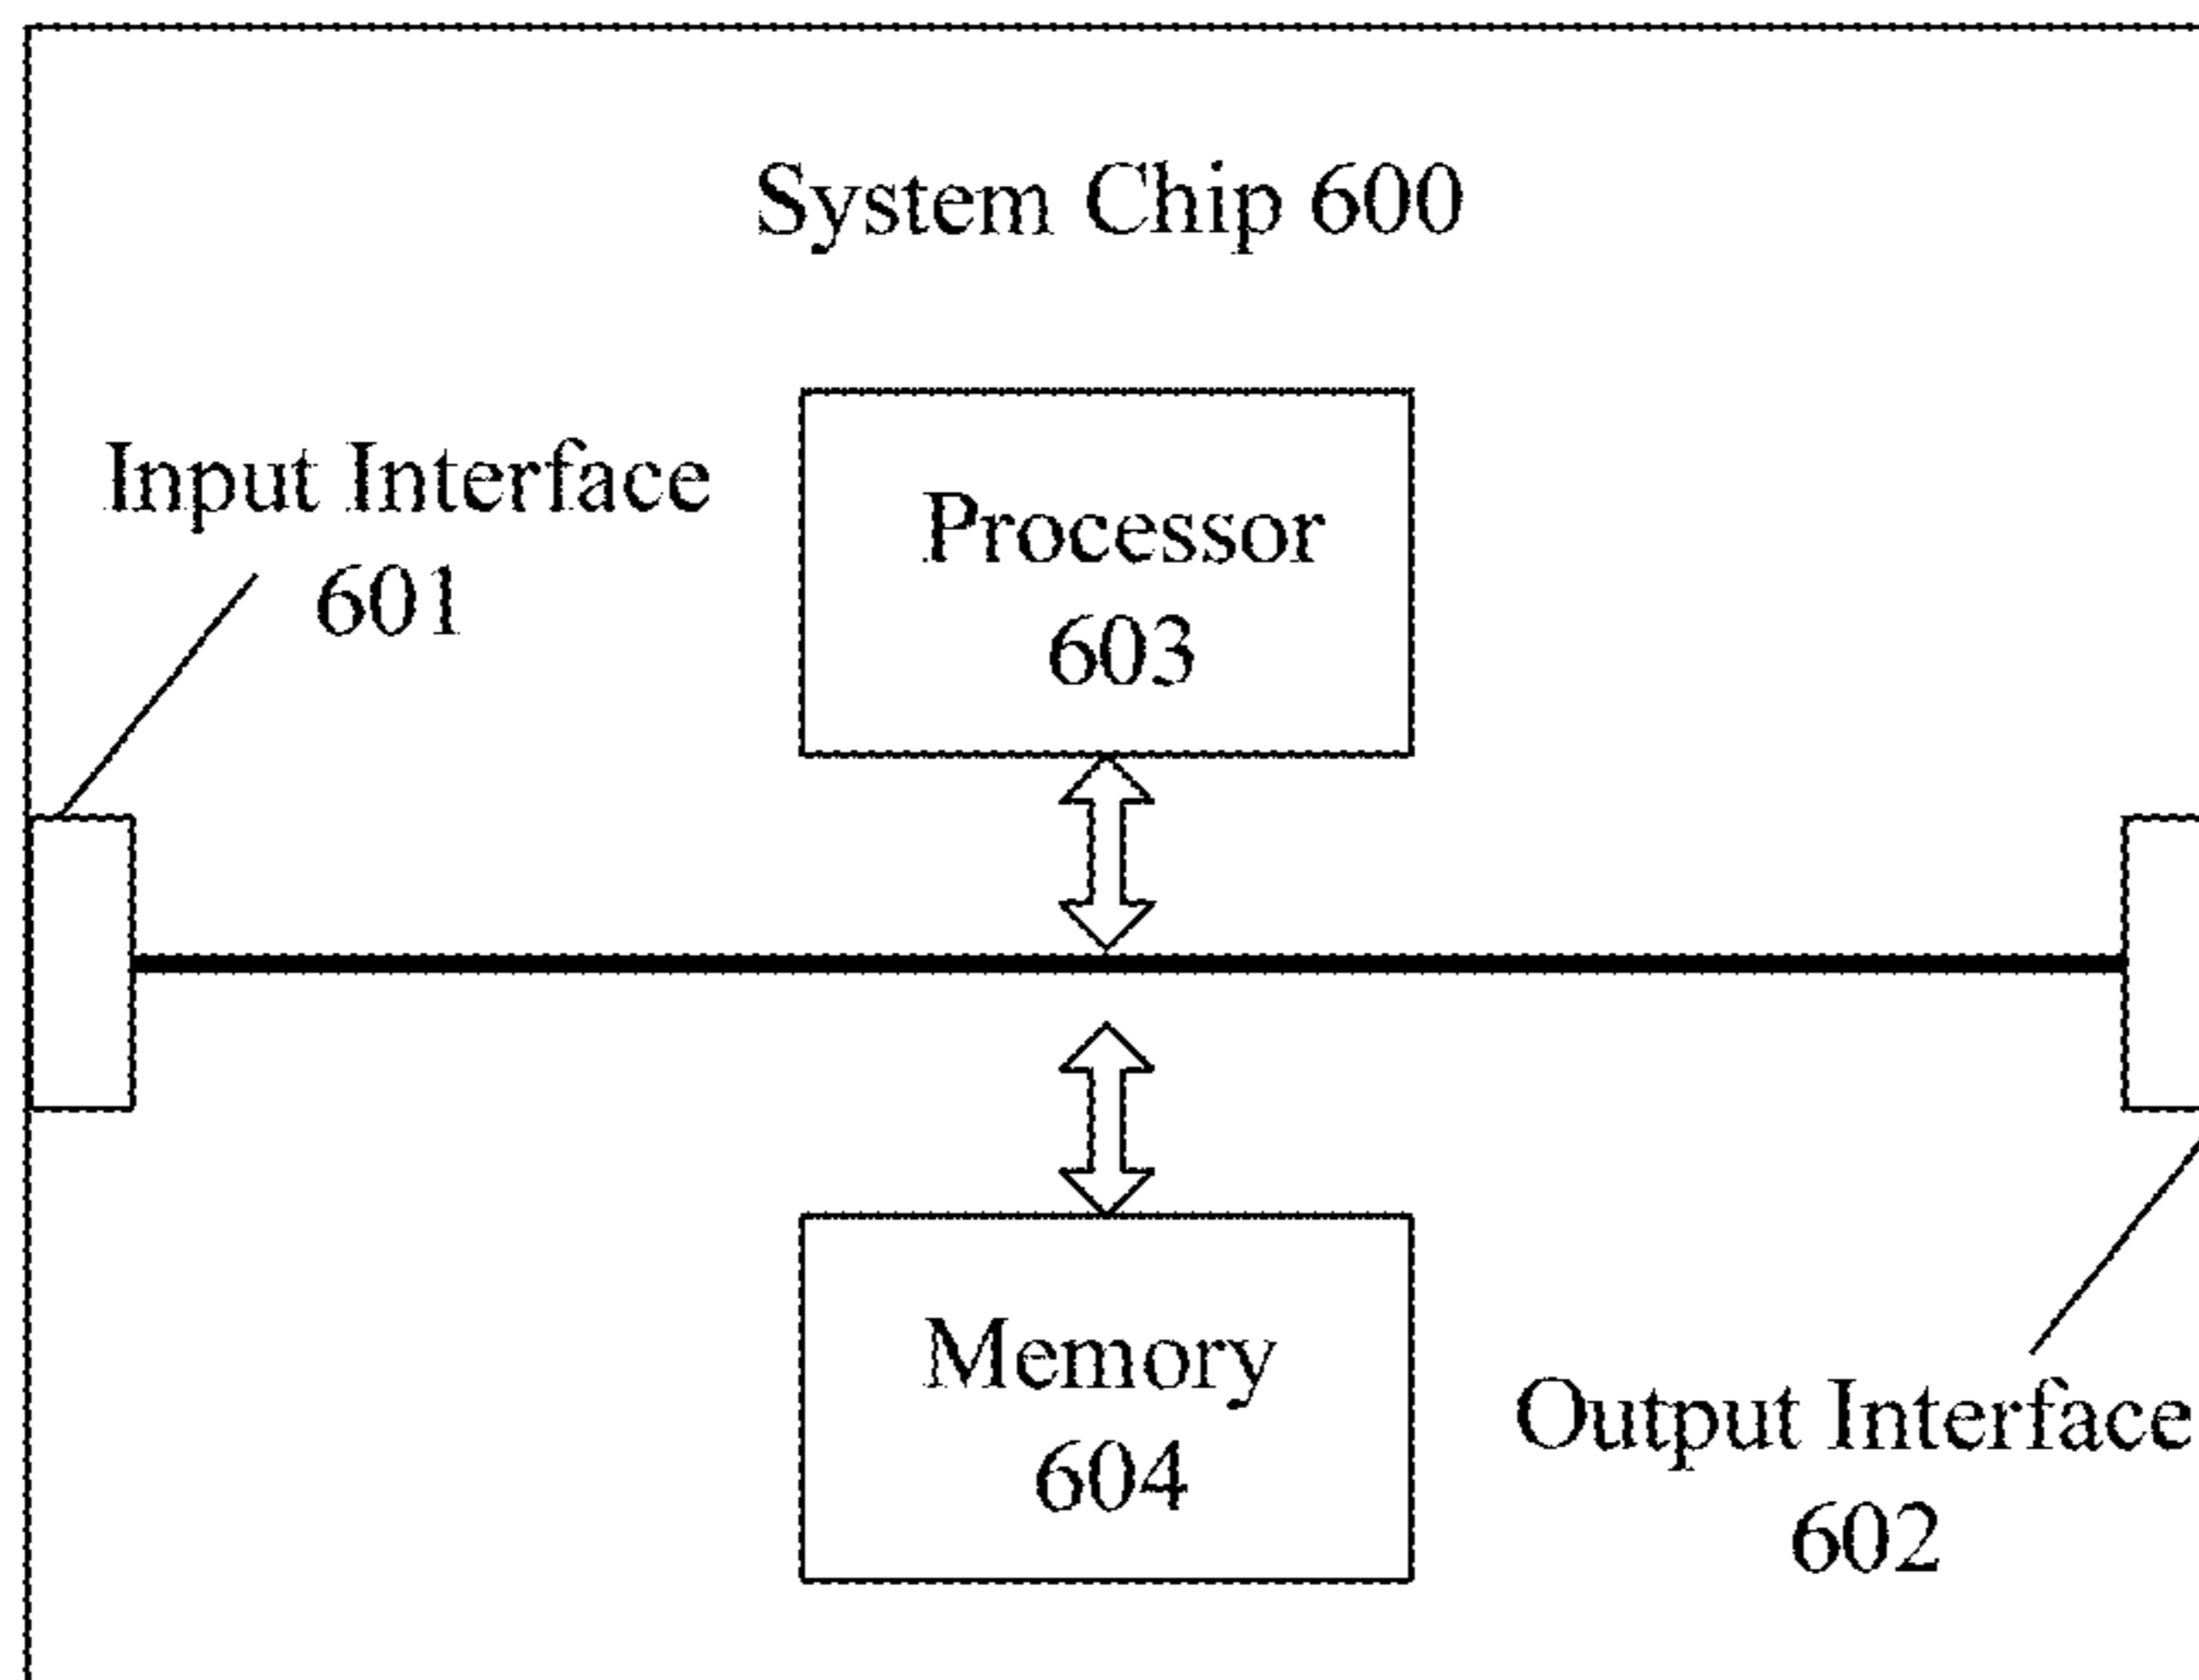 System Chip 600
Input Interface
601
Processor
603
Memory
604
Output Interface
602